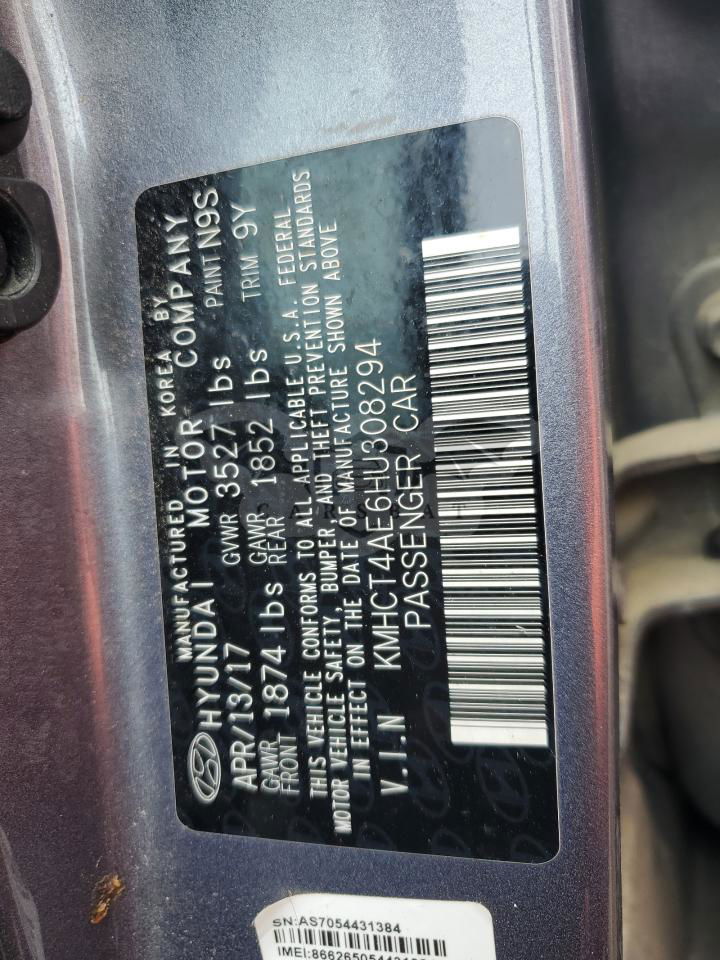 MANUFACTURED IN KOREA BY
HYUNDAI MOTOR COMPANY
APR/13/17 GVWR 3527 lbs PAINT N9S
GAWR FRONT 1874 lbs GAWR REAR 1852 lbs TRIM 9Y
THIS VEHICLE CONFORMS TO ALL APPLICABLE U.S.A. FEDERAL
MOTOR VEHICLE SAFETY, BUMPER, AND THEFT PREVENTION STANDARDS
IN EFFECT ON THE DATE OF MANUFACTURE SHOWN ABOVE
V.I.N KMHCT4AE6HU308294
PASSENGER CAR
SN:AS7054431384